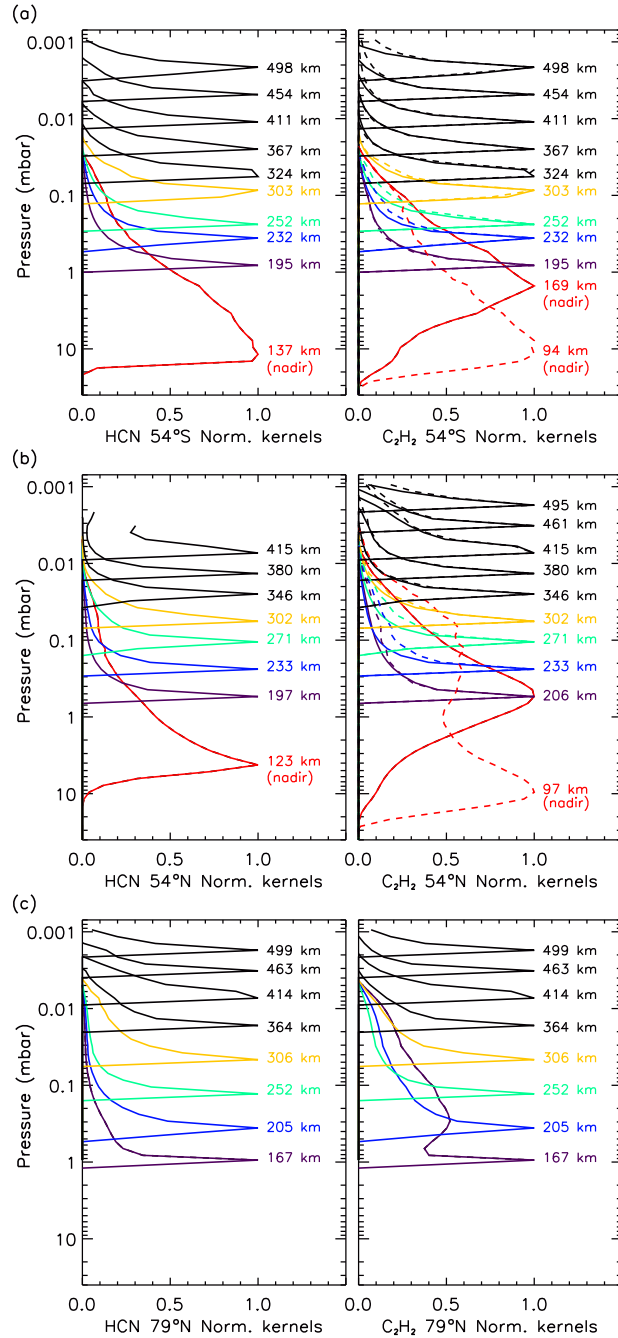 (a)
0.001
0.01
0.1
1
10
Pressure (mbar)
498 km
454 km
411 km
367 km
324 km
303 km
252 km
232 km
195 km
137 km
(nadir)
0.0 0.5 1.0
HCN 54°S Norm. kernels
498 km
454 km
411 km
367 km
324 km
303 km
252 km
232 km
195 km
169 km
(nadir)
94 km
(nadir)
0.0 0.5 1.0
C₂H₂ 54°S Norm. kernels
(b)
0.001
0.01
0.1
1
10
Pressure (mbar)
415 km
380 km
346 km
302 km
271 km
233 km
197 km
123 km
(nadir)
0.0 0.5 1.0
HCN 54°N Norm. kernels
495 km
461 km
415 km
380 km
346 km
302 km
271 km
233 km
206 km
97 km
(nadir)
0.0 0.5 1.0
C₂H₂ 54°N Norm. kernels
(c)
0.001
0.01
0.1
1
10
Pressure (mbar)
499 km
463 km
414 km
364 km
306 km
252 km
205 km
167 km
0.0 0.5 1.0
HCN 79°N Norm. kernels
499 km
463 km
414 km
364 km
306 km
252 km
205 km
167 km
0.0 0.5 1.0
C₂H₂ 79°N Norm. kernels